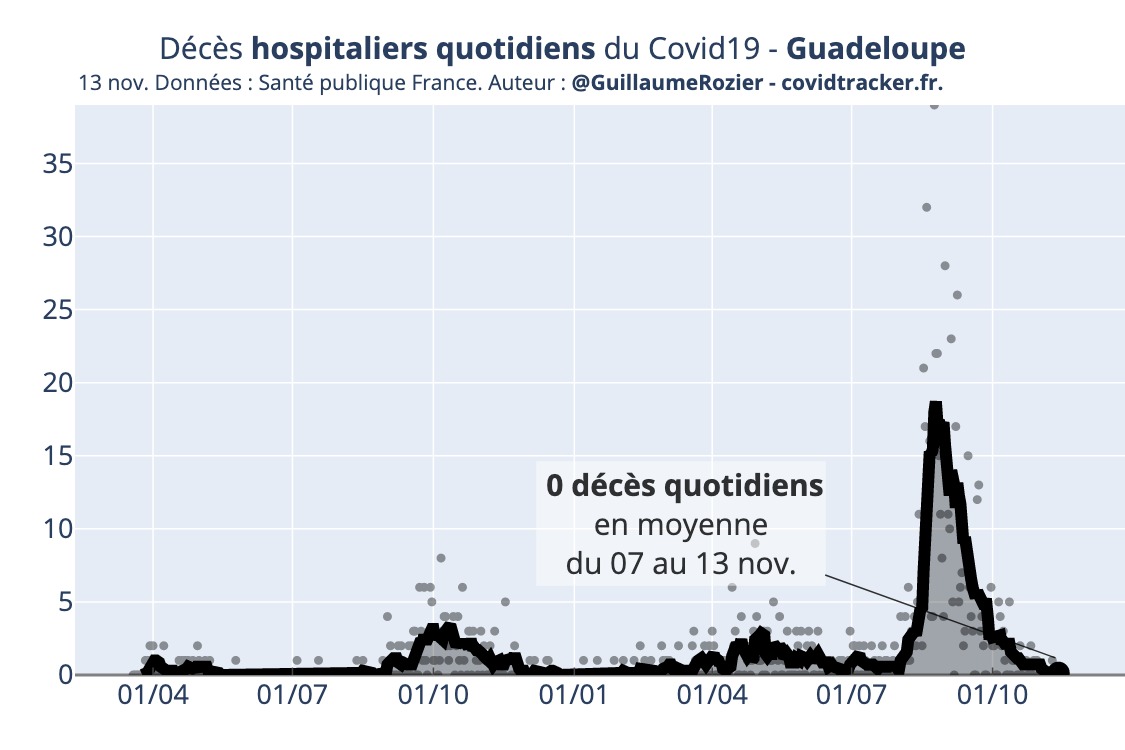 Décès hospitaliers quotidiens du Covid19 - Guadeloupe
13 nov. Données : Santé publique France. Auteur : @GuillaumeRozier - covidtracker.fr.
35
30
25
20
15
10
5
0
0 décès quotidiens
en moyenne
du 07 au 13 nov.
01/04 01/07 01/10 01/01 01/04 01/07 01/10